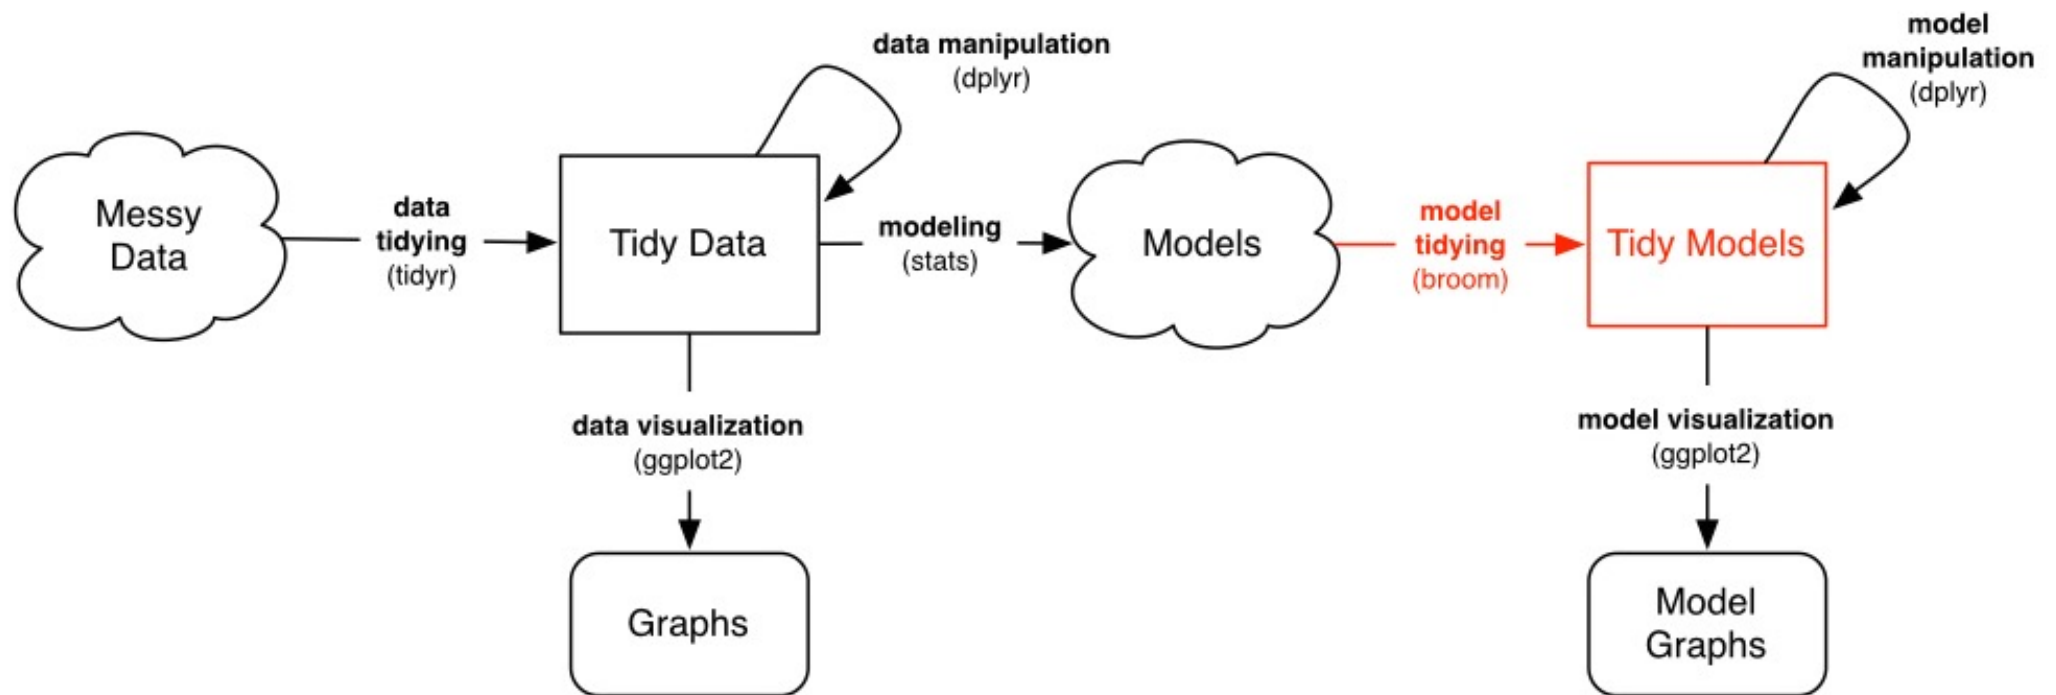 data manipulation
(dplyr)
model
manipulation
(dplyr)
Messy
Data
data
tidying
(tidyr)
Tidy Data
modeling
(stats)
Models
model
tidying
(broom)
Tidy Models
data visualization
(ggplot2)
model visualization
(ggplot2)
Graphs
Model
Graphs